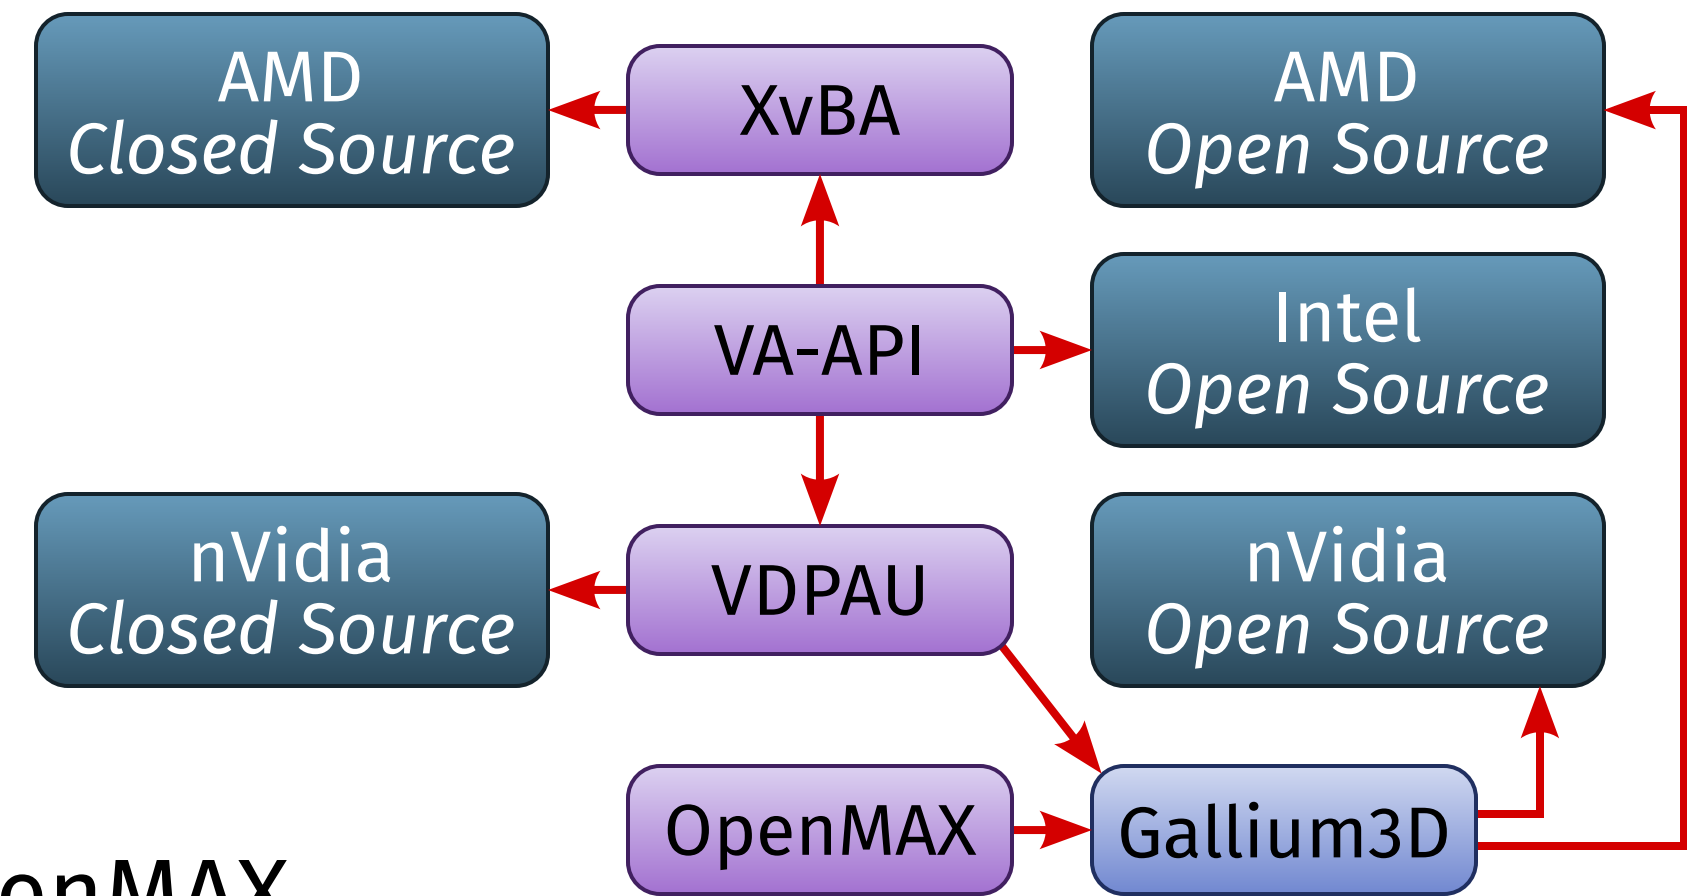 AMD
Closed Source
XvBA
AMD
Open Source
VA-API
Intel
Open Source
nVidia
Closed Source
VDPAU
nVidia
Open Source
OpenMAX
Gallium3D